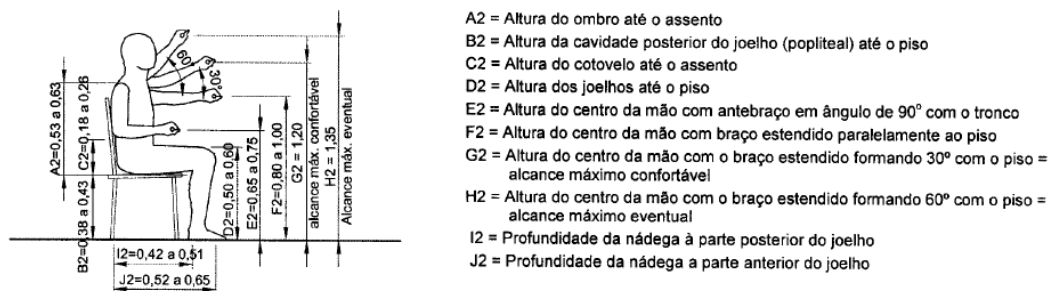 60°
30°
A2=0,53 a 0,63
C2=0,18 a 0,26
B2=0,38 a 0,43
D2=0,50 a 0,60
E2=0,65 a 0,75
F2=0,80 a 1,00
G2 = 1,20
alcance máx. confortável
H2 = 1,35
Alcance máx. eventual
I2=0,42 a 0,51
J2=0,52 a 0,65
A2 = Altura do ombro até o assento
B2 = Altura da cavidade posterior do joelho (popliteal) até o piso
C2 = Altura do cotovelo até o assento
D2 = Altura dos joelhos até o piso
E2 = Altura do centro da mão com antebraço em ângulo de 90° com o tronco
F2 = Altura do centro da mão com braço estendido paralelamente ao piso
G2 = Altura do centro da mão com o braço estendido formando 30º com o piso =
alcance máximo confortável
H2 = Altura do centro da mão com o braço estendido formando 60º com o piso =
alcance máximo eventual
I2 = Profundidade da nádega à parte posterior do joelho
J2 = Profundidade da nádega a parte anterior do joelho